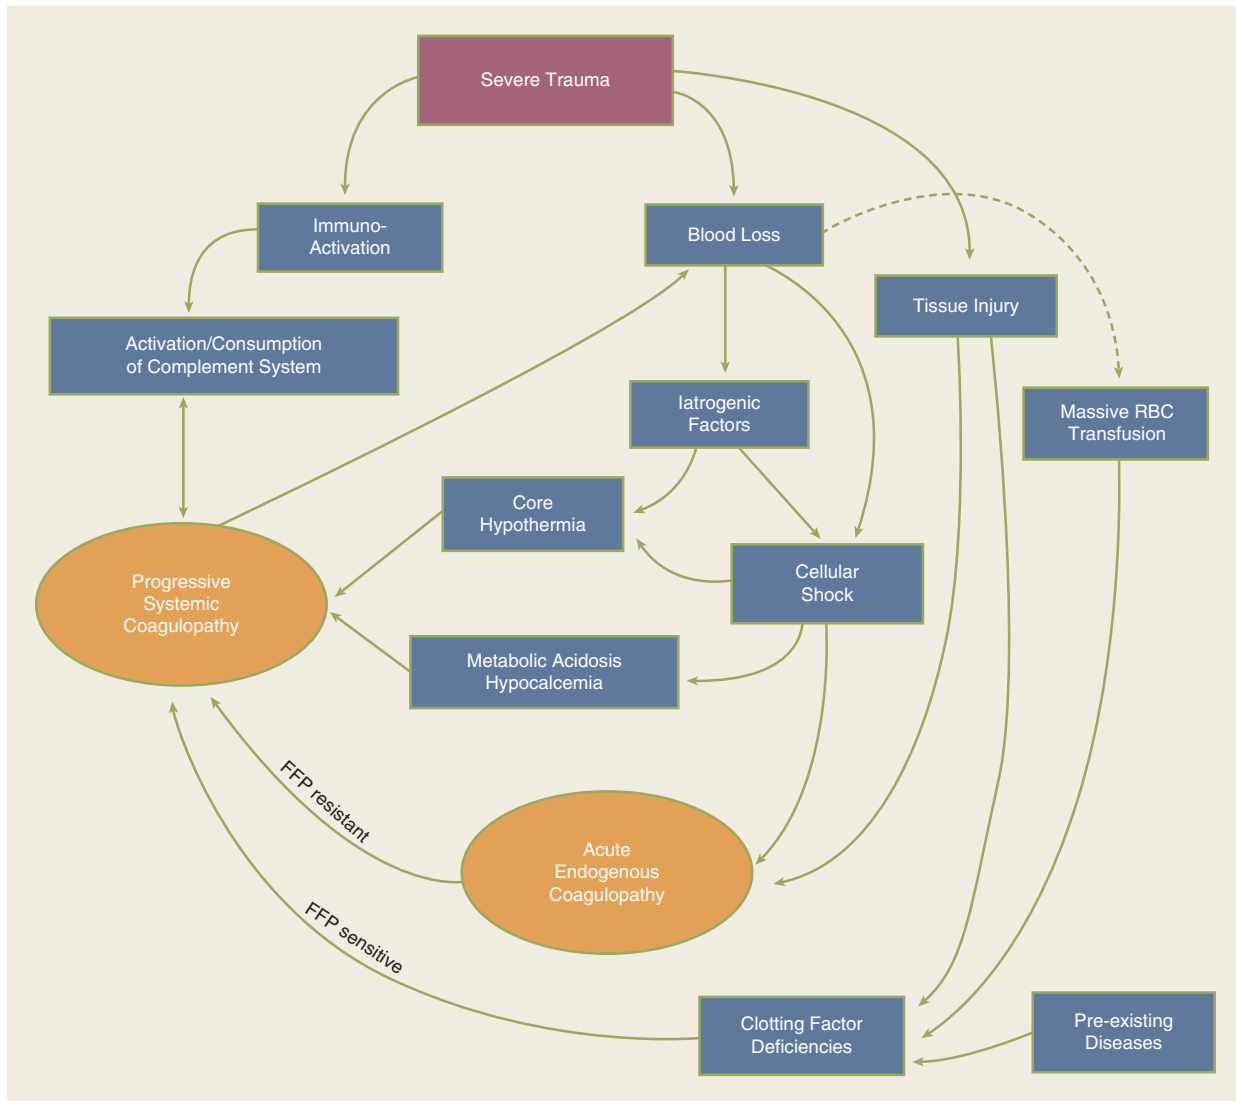 Severe Trauma
Immuno-
Activation
Blood Loss
Tissue Injury
Activation/Consumption
of Complement System
Iatrogenic
Factors
Massive RBC
Transfusion
Core
Hypothermia
Cellular
Shock
Progressive
Systemic
Coagulopathy
Metabolic Acidosis
Hypocalcemia
FFP resistant
Acute
Endogenous
Coagulopathy
FFP sensitive
Clotting Factor
Deficiencies
Pre-existing
Diseases